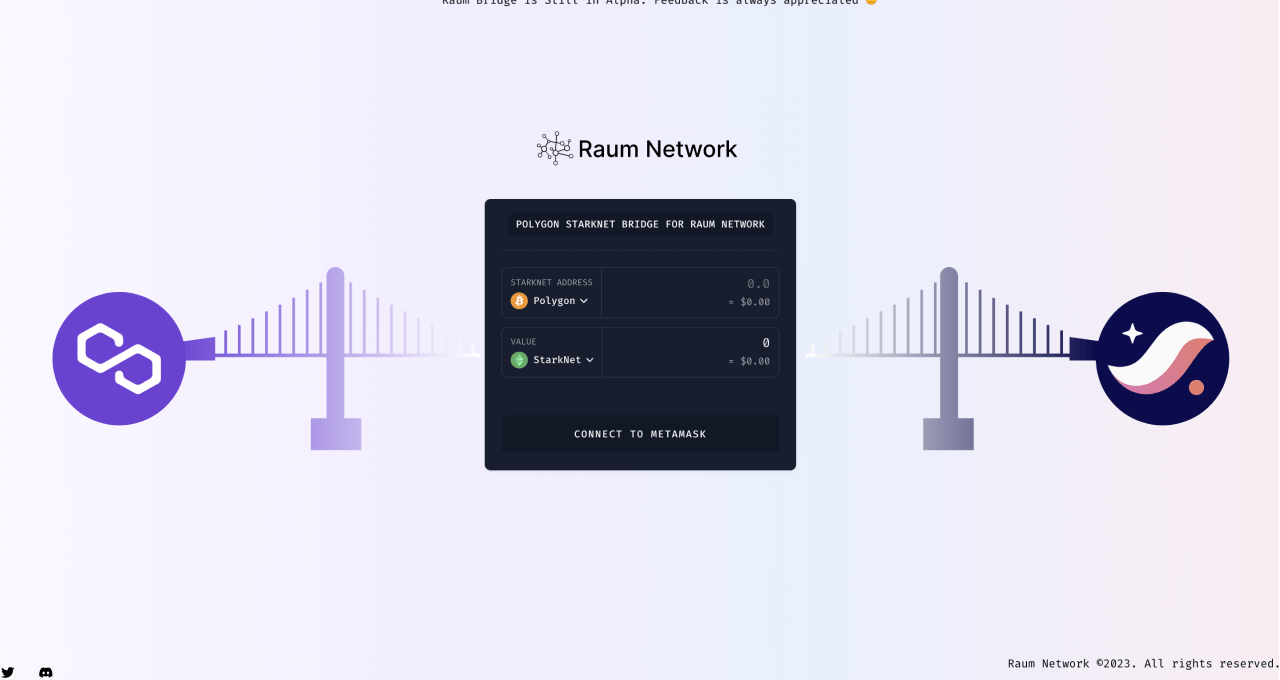 Raum Bridge is Still in Alpha. Feedback is always appreciated 😊
Raum Network
POLYGON STARKNET BRIDGE FOR RAUM NETWORK
STARKNET ADDRESS
Polygon
0.0
= $0.00
VALUE
StarkNet
0
= $0.00
CONNECT TO METAMASK
Raum Network ©2023. All rights reserved.